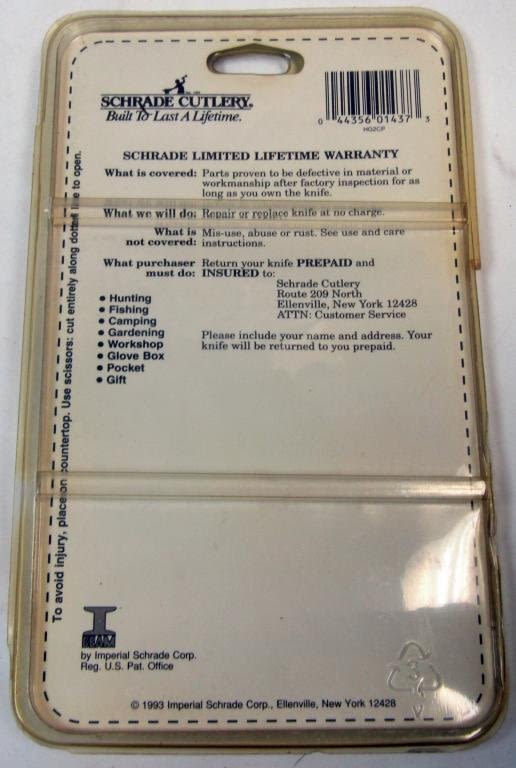 SCHRADE CUTLERY®
Built To Last A Lifetime.
0 44356 01437 3
HG2CP
SCHRADE LIMITED LIFETIME WARRANTY
What is covered: Parts proven to be defective in material or
workmanship after factory inspection for as
long as you own the knife.
What we will do: Repair or replace knife at no charge.
What is not covered: Mis-use, abuse or rust. See use and care
instructions.
What purchaser must do: Return your knife PREPAID and
INSURED to:
Schrade Cutlery
Route 209 North
Ellenville, New York 12428
ATTN: Customer Service
Please include your name and address. Your
knife will be returned to you prepaid.
• Hunting
• Fishing
• Camping
• Gardening
• Workshop
• Glove Box
• Pocket
• Gift
To avoid injury, place on countertop. Use scissors: cut entirely along dotted line to open.
I BEAM
by Imperial Schrade Corp.
Reg. U.S. Pat. Office
© 1993 Imperial Schrade Corp., Ellenville, New York 12428
3
V